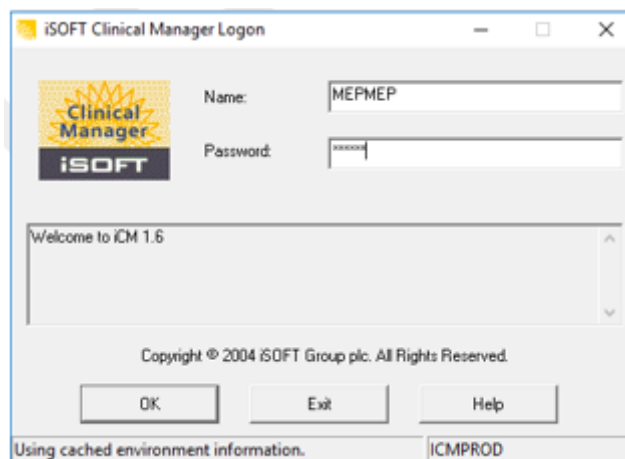 iSOFT Clinical Manager Logon
Clinical
Manager
iSOFT
Name:
MEPMEP
Password:
******
Welcome to iCM 1.6
Copyright © 2004 iSOFT Group plc. All Rights Reserved.
OK
Exit
Help
Using cached environment information.
ICMPROD